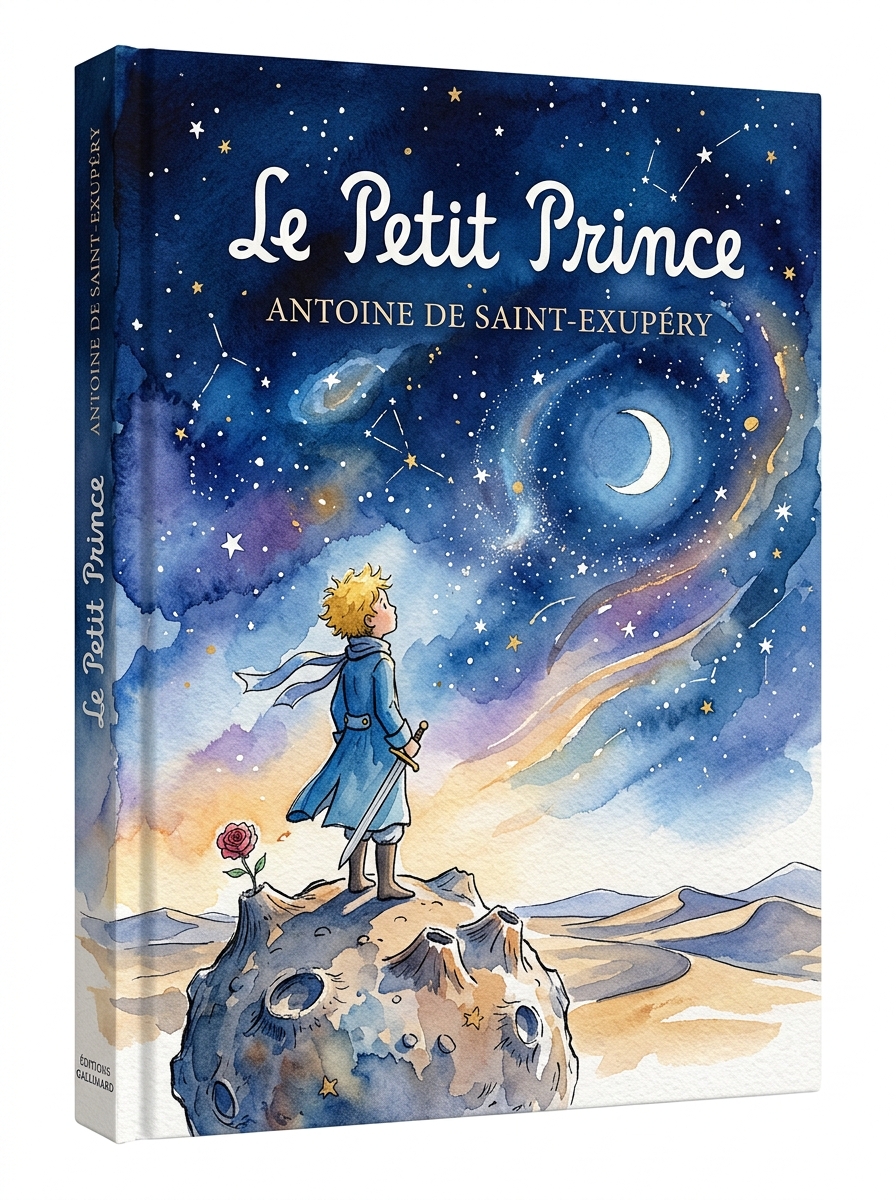 Le Petit Prince
ANTOINE DE SAINT-EXUPÉRY
Le Petit Prince
ANTOINE DE SAINT-EXUPÉRY
ÉDITIONS
GALLIMARD